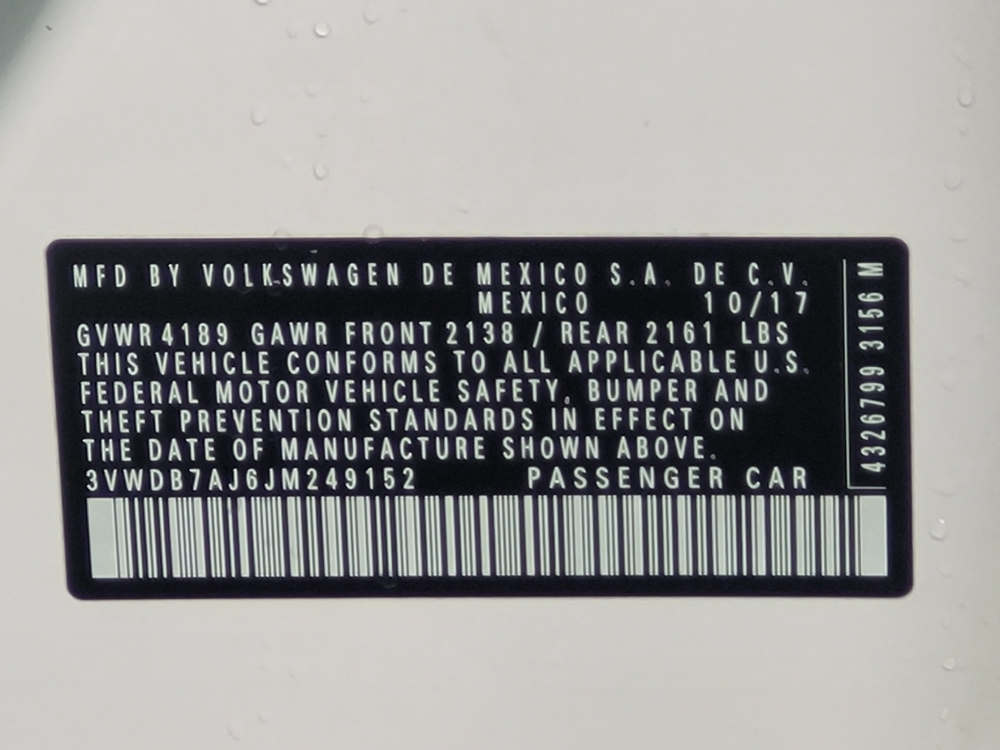 MFD BY VOLKSWAGEN DE MEXICO S.A. DE C.V.
MEXICO 10/17
GVWR 4189 GAWR FRONT 2138 / REAR 2161 LBS
THIS VEHICLE CONFORMS TO ALL APPLICABLE U.S.
FEDERAL MOTOR VEHICLE SAFETY, BUMPER AND
THEFT PREVENTION STANDARDS IN EFFECT ON
THE DATE OF MANUFACTURE SHOWN ABOVE.
3VWDB7AJ6JM249152 PASSENGER CAR
4326799 3156 M